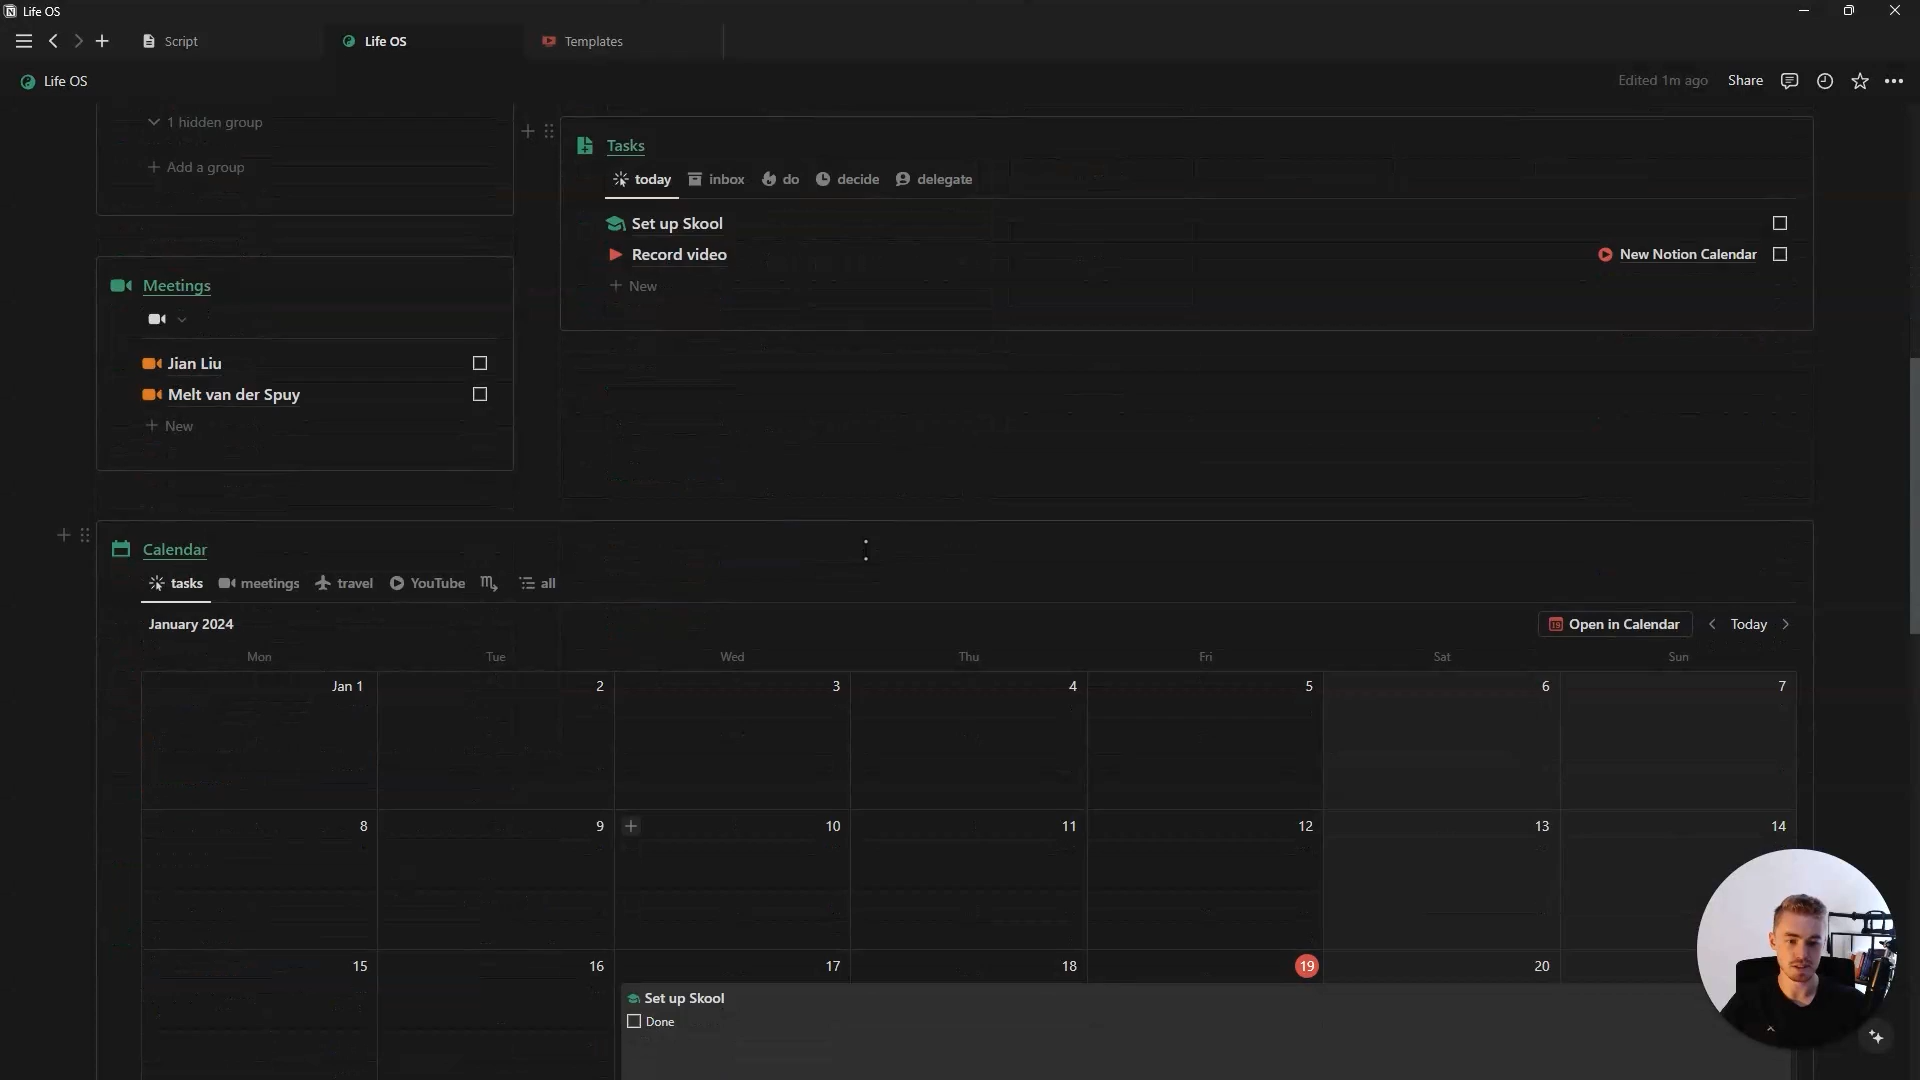 Life OS
Script
Life OS
Templates
Life OS
Edited 1m ago
Share
1 hidden group
Add a group
Tasks
today
inbox
do
decide
delegate
Set up Skool
Record video
New Notion Calendar
New
Meetings
Jian Liu
Melt van der Spuy
New
Calendar
tasks
meetings
travel
YouTube
all
January 2024
19
Open in Calendar
Today
Mon
Tue
Wed
Thu
Fri
Sat
Sun
Jan 1
2
3
4
5
6
7
8
9
10
11
12
13
14
15
16
17
18
19
20
Set up Skool
Done